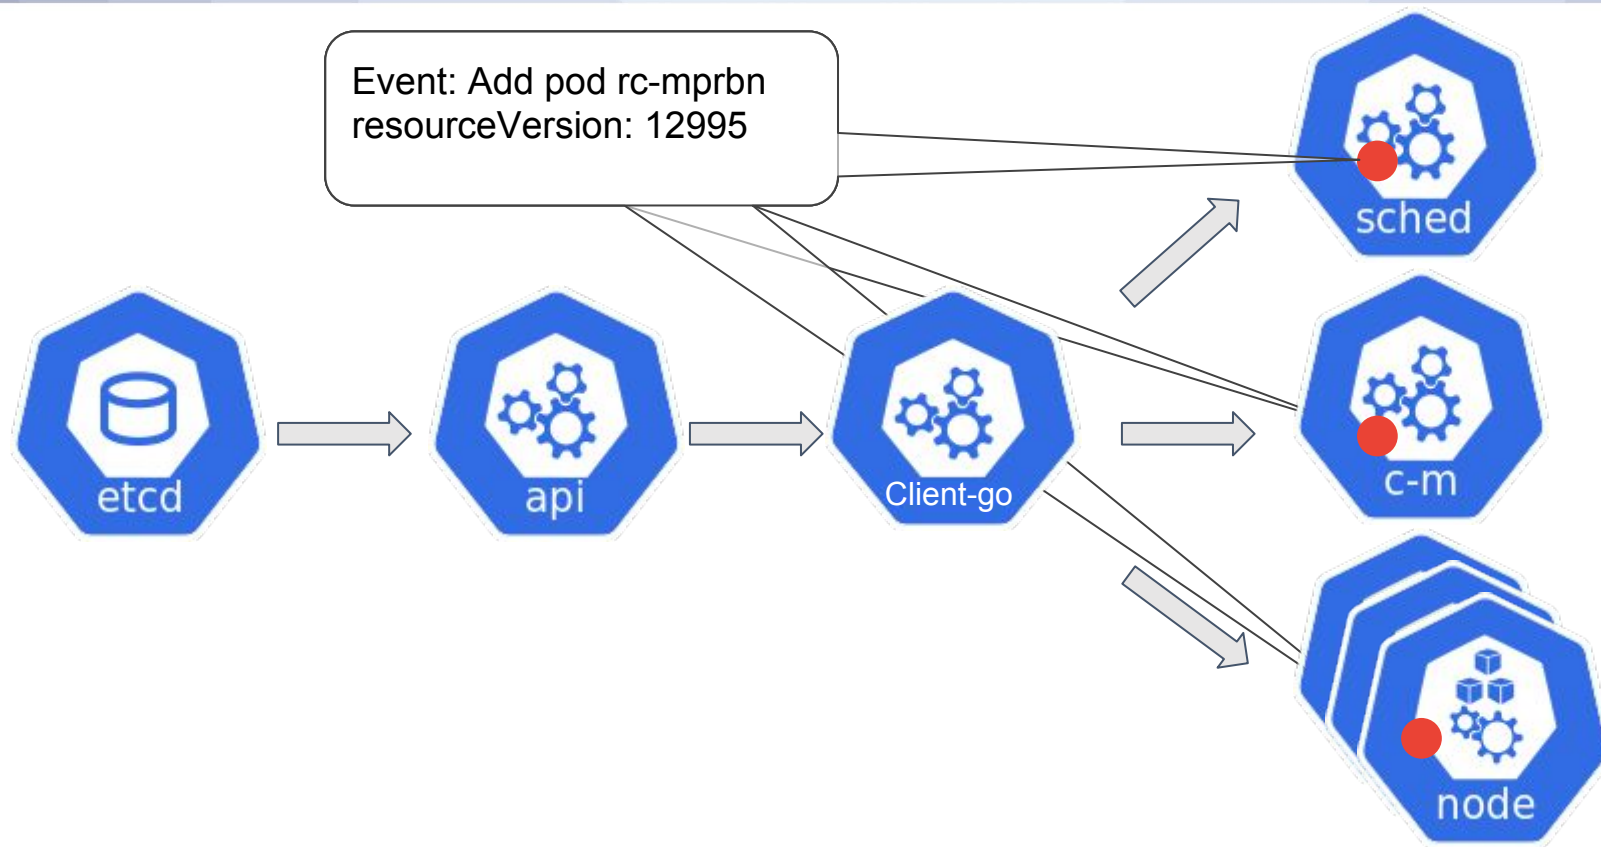 Event: Add pod rc-mprbn
resourceVersion: 12995
sched
etcd
api
Client-go
c-m
node